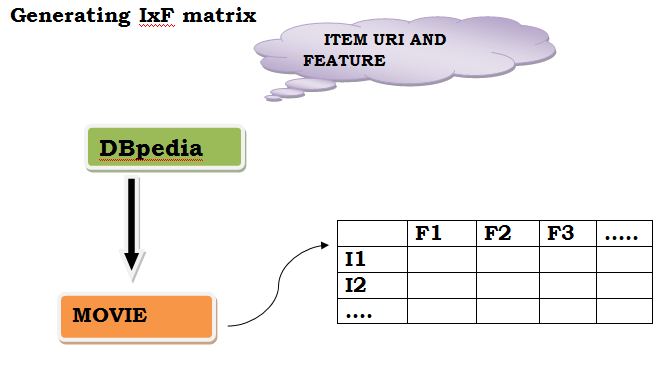 Generating IxF matrix
ITEM URI AND
FEATURE
DBpedia
MOVIE
F1 F2 F3 .....
I1
I2
....